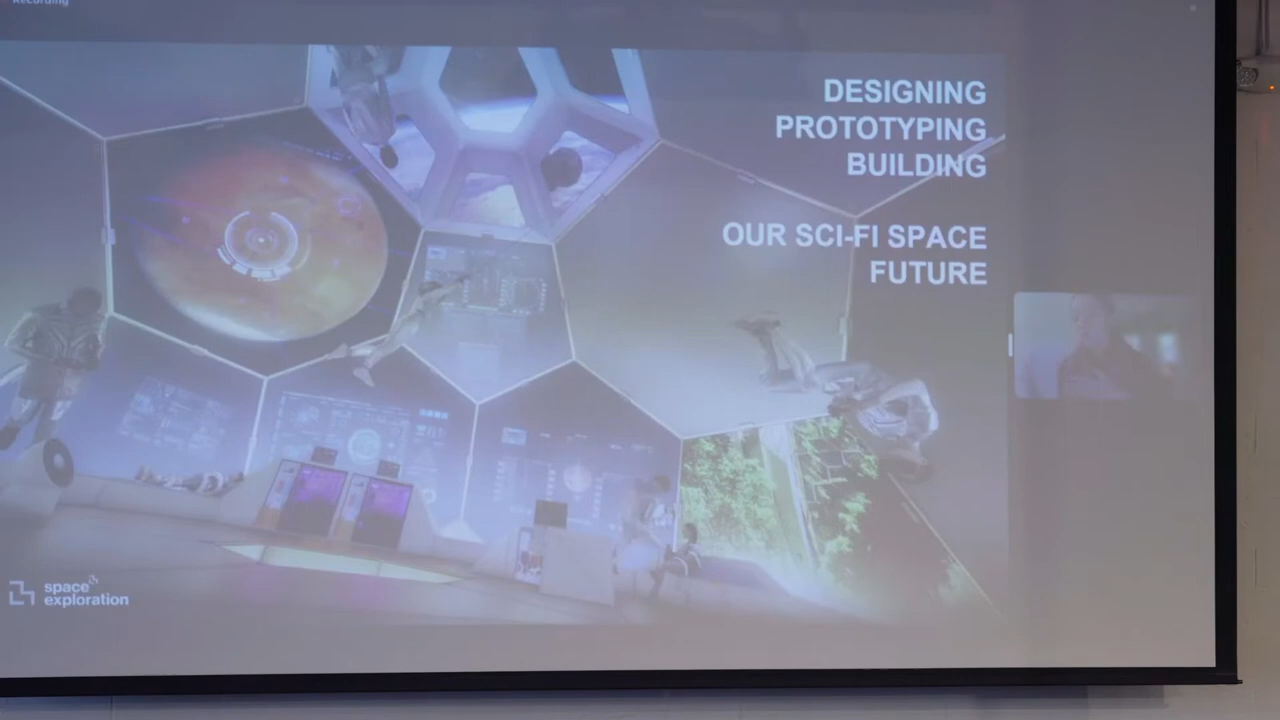 Recording
DESIGNING
PROTOTYPING
BUILDING
OUR SCI-FI SPACE
FUTURE
space
exploration